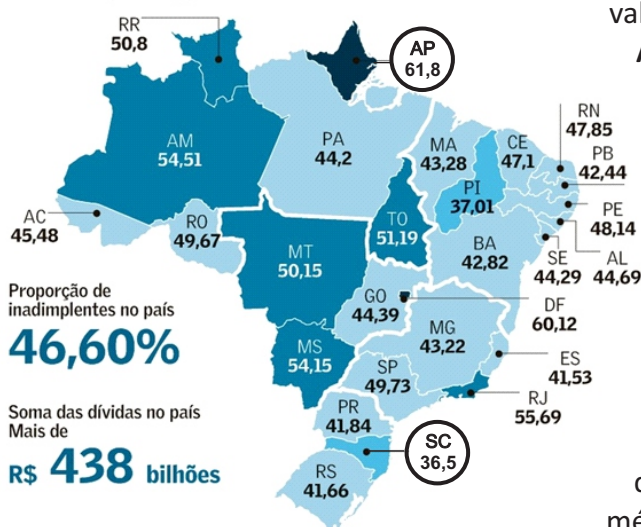 RR
50,8
AP
61,8
val
AM
54,51
PA
44,2
MA
43,28
CE
47,1
RN
47,85
PB
42,44
PI
37,01
PE
48,14
AC
45,48
RO
49,67
TO
51,19
BA
42,82
SE
44,29
AL
44,69
MT
50,15
GO
44,39
DF
60,12
MG
43,22
ES
41,53
MS
54,15
SP
49,73
RJ
55,69
PR
41,84
SC
36,5
RS
41,66
Proporção de
inadimplentes no país
46,60%
Soma das dívidas no país
Mais de
R$ 438 bilhões
mé